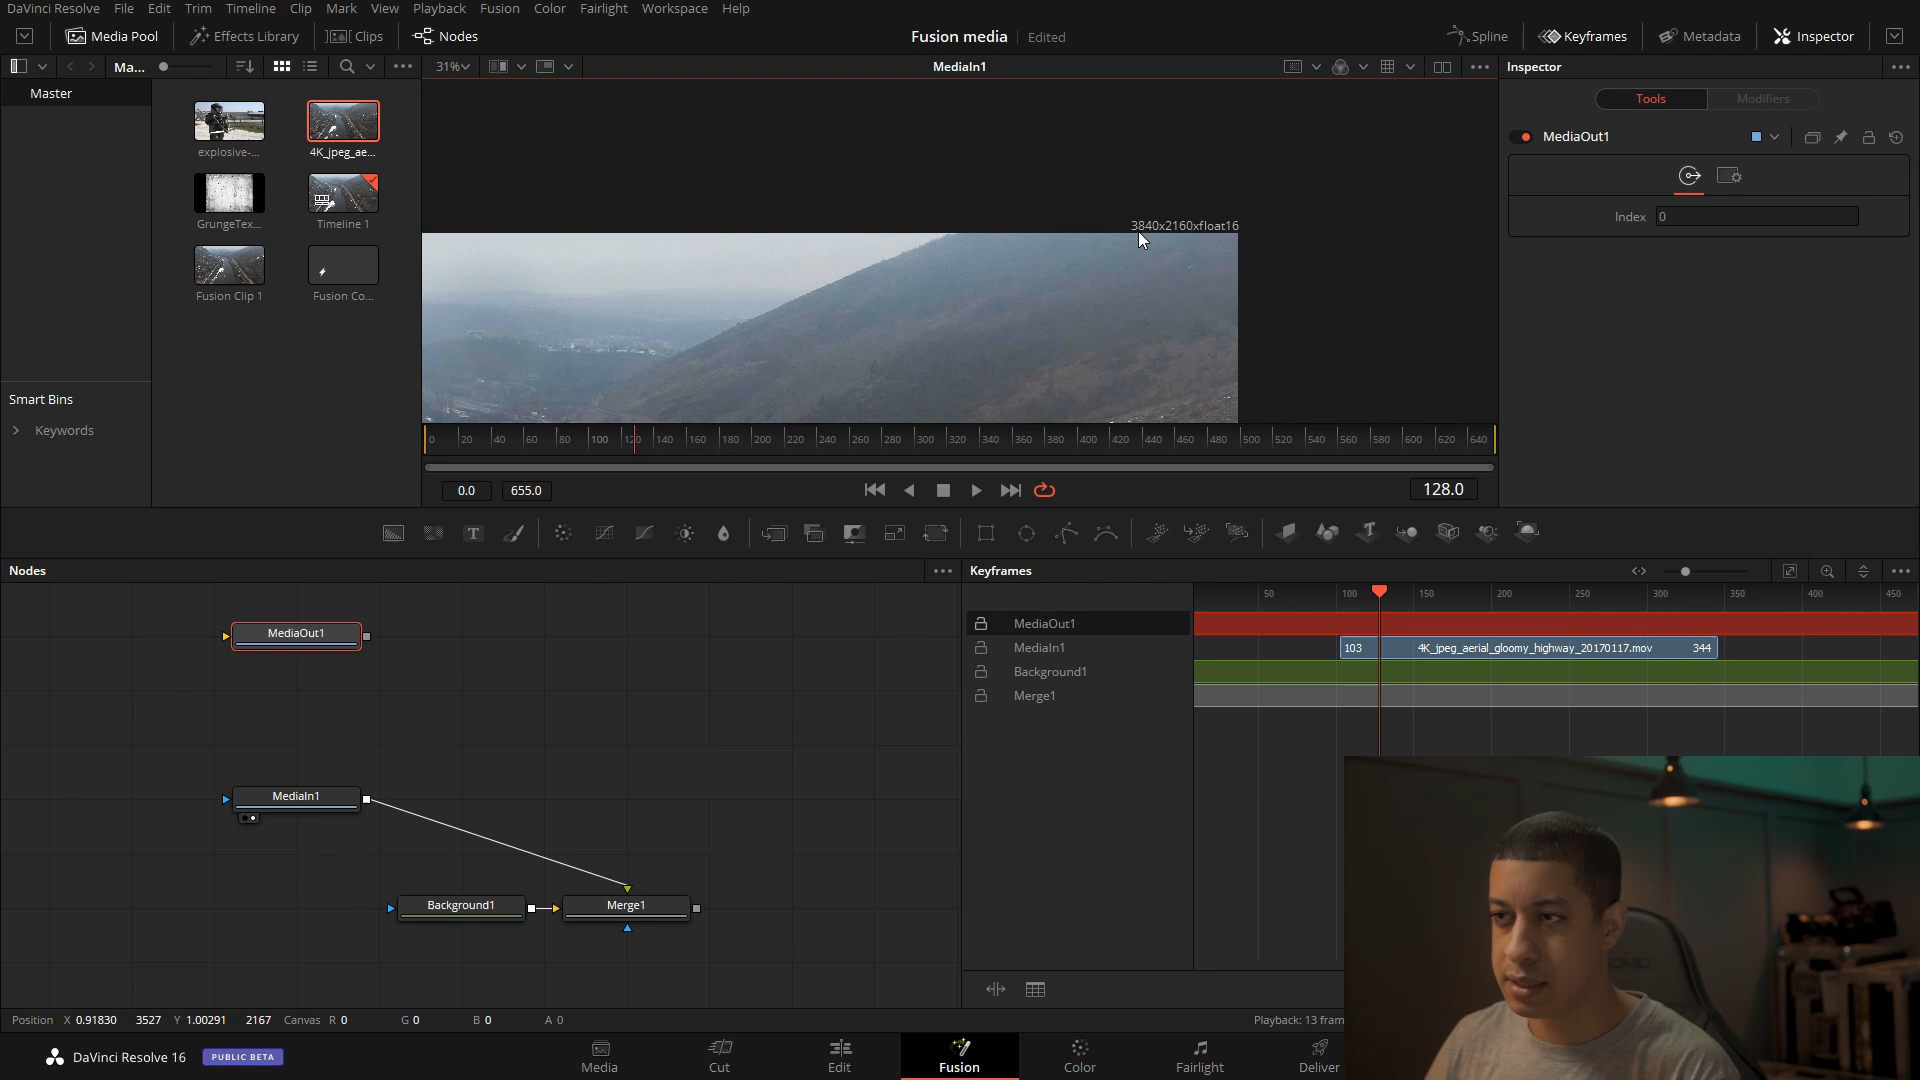 DaVinci Resolve File Edit Trim Timeline Clip Mark View Playback Fusion Color Fairlight Workspace Help
Media Pool Effects Library Clips Nodes Fusion media Edited Spline Keyframes Metadata Inspector
Ma... 31% MediaIn1 Inspector
Master
explosive-... 4K_jpeg_ae...
GrungeTex... Timeline 1
Fusion Clip 1 Fusion Co...
Smart Bins
Keywords
3840x2160xfloat16
Tools Modifiers
MediaOut1
Index 0
0 20 40 60 80 100 120 140 160 180 200 220 240 260 280 300 320 340 360 380 400 420 440 460 480 500 520 540 560 580 600 620 640
0.0 655.0 128.0
Nodes
MediaOut1
MediaIn1
Background1 Merge1
Keyframes
50 100 150 200 250 300 350 400 450
MediaOut1
MediaIn1 103 4K_jpeg_aerial_gloomy_highway_20170117.mov 344
Background1
Merge1
Position X 0.91830 3527 Y 1.00291 2167 Canvas R 0 G 0 B 0 A 0 Playback: 13 fram
DaVinci Resolve 16 PUBLIC BETA Media Cut Edit Fusion Color Fairlight Deliver